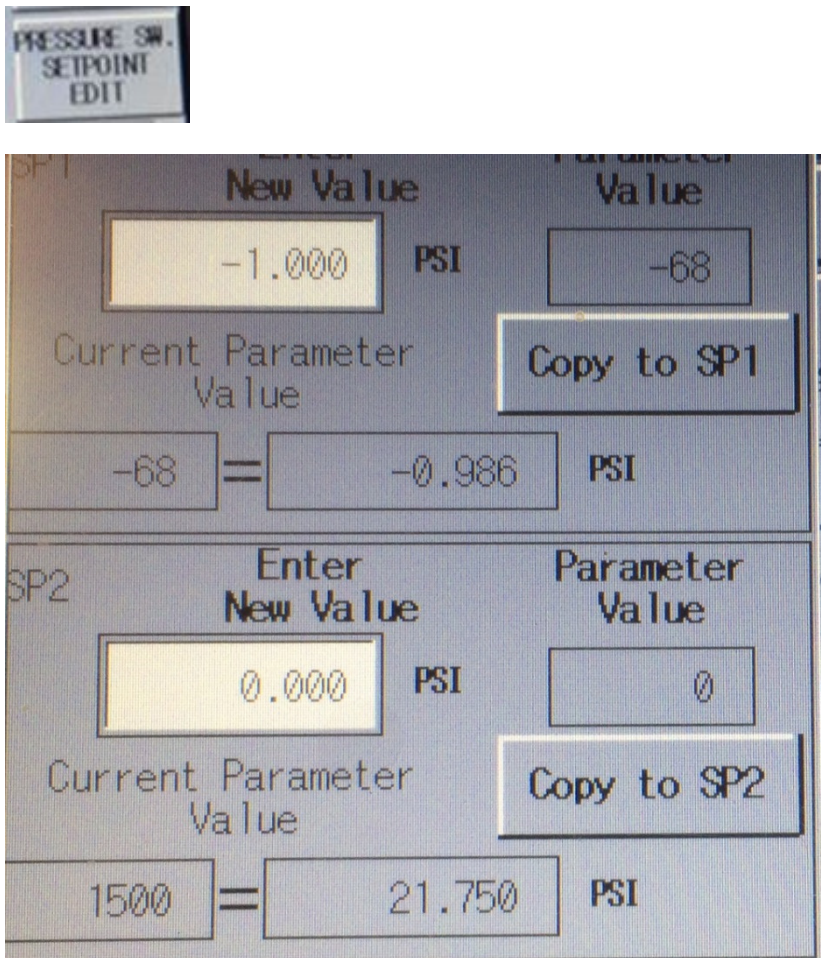 PRESSURE SW.
SETPOINT
EDIT
SP1
Enter
New Value
Parameter
Value
-1.000 PSI
-68
Current Parameter
Value
Copy to SP1
-68 = -0.986 PSI
SP2
Enter
New Value
Parameter
Value
0.000 PSI
0
Current Parameter
Value
Copy to SP2
1500 = 21.750 PSI